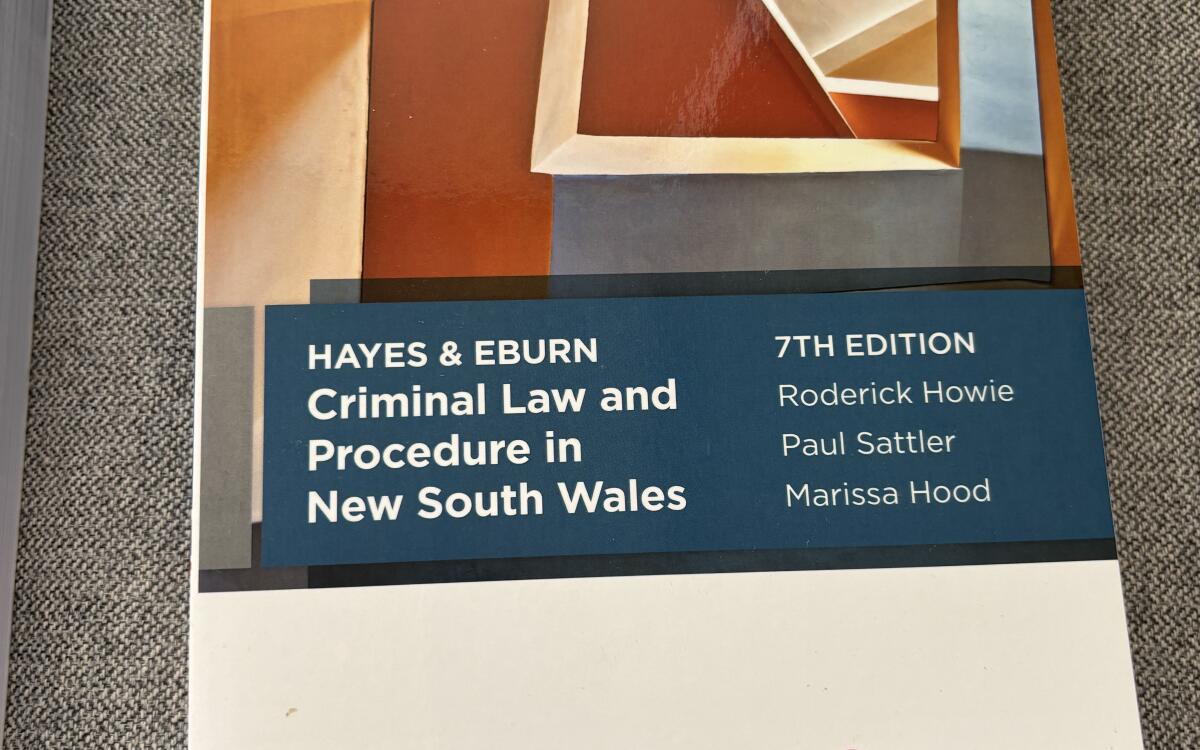 HAYES & EBURN
Criminal Law and
Procedure in
New South Wales
7TH EDITION
Roderick Howie
Paul Sattler
Marissa Hood